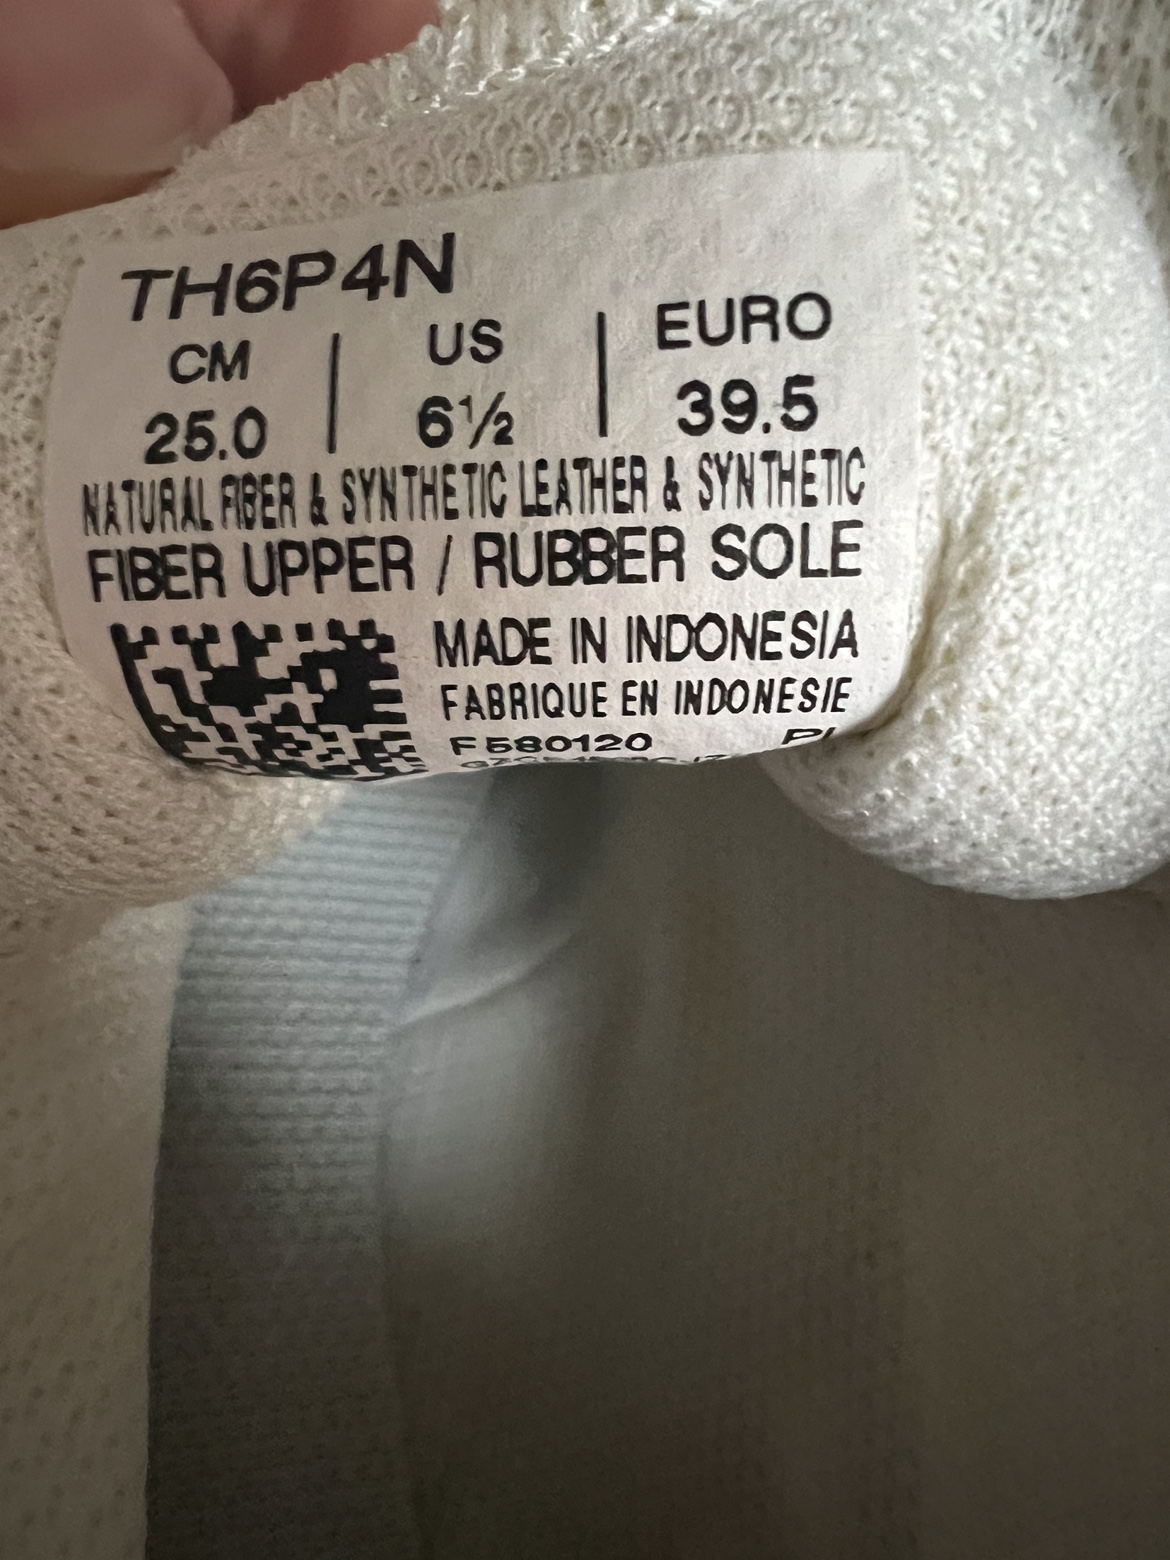 TH6P4N
CM | US | EURO
25.0 | 6½ | 39.5
NATURAL FIBER & SYNTHETIC LEATHER & SYNTHETIC
FIBER UPPER / RUBBER SOLE
MADE IN INDONESIA
FABRIQUE EN INDONESIE
F580120